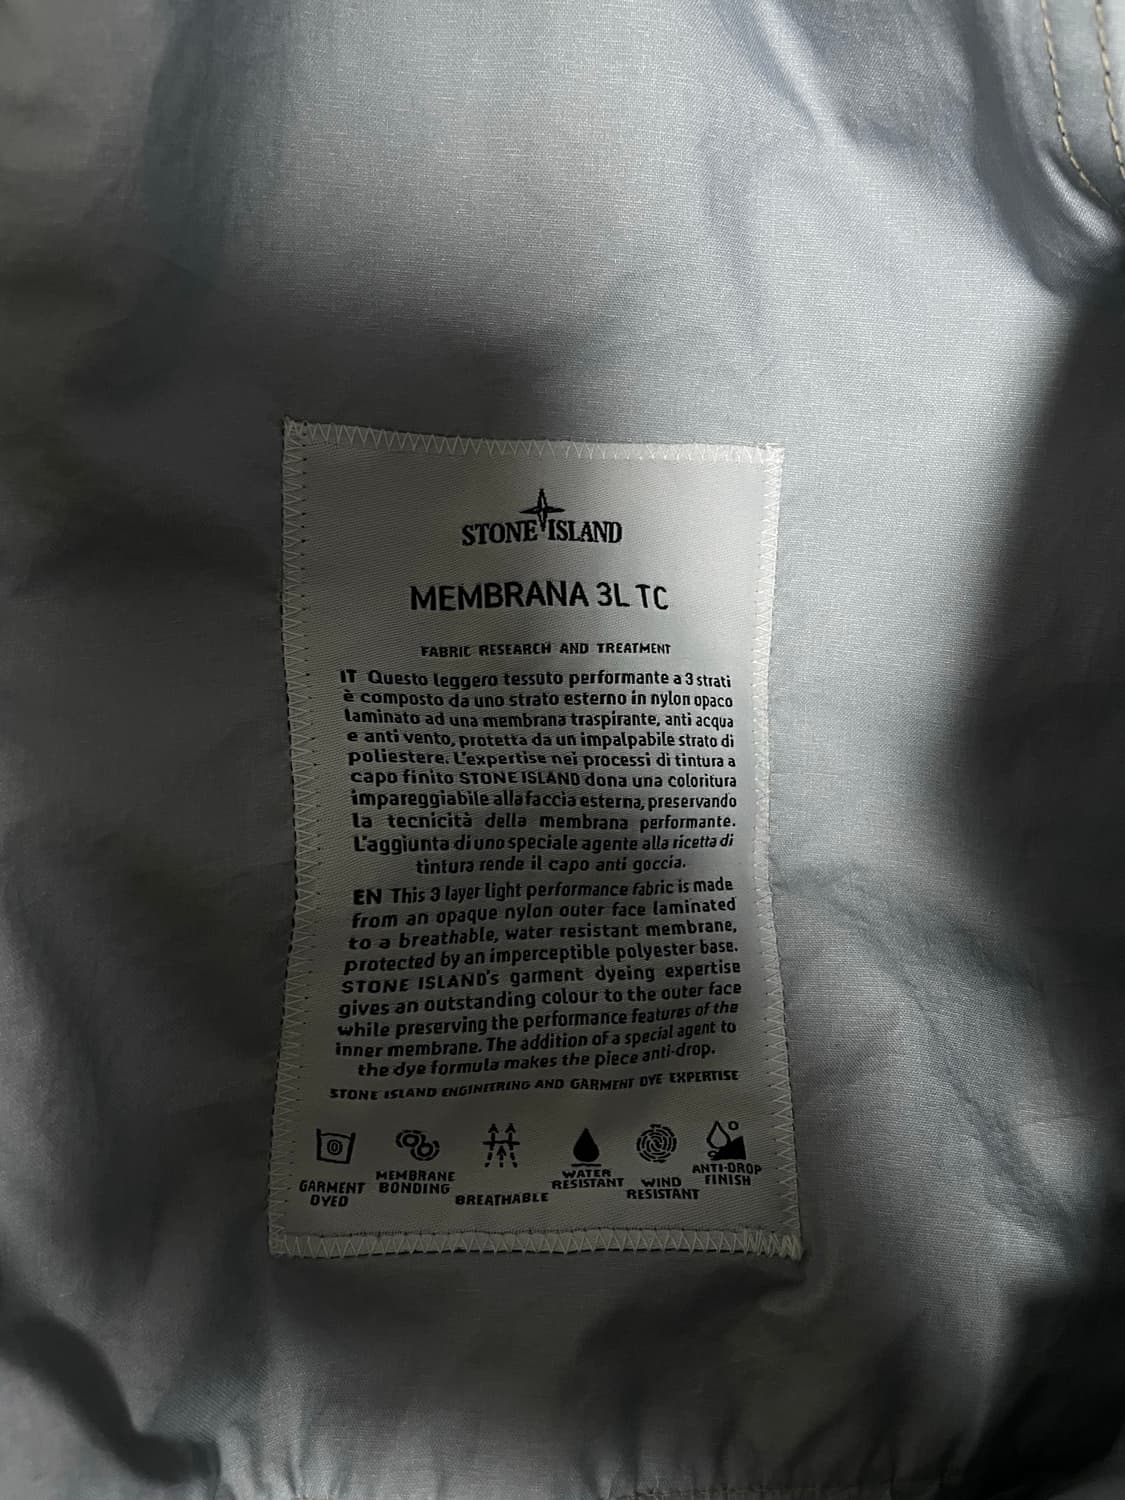 STONE ISLAND
MEMBRANA 3L TC
FABRIC RESEARCH AND TREATMENT
IT Questo leggero tessuto performante a 3 strati
è composto da uno strato esterno in nylon opaco
laminato ad una membrana traspirante, anti acqua
e anti vento, protetta da un impalpabile strato di
poliestere. L'expertise nei processi di tintura a
capo finito STONE ISLAND dona una coloritura
impareggiabile alla faccia esterna, preservando
la tecnicità della membrana performante.
L'aggiunta di uno speciale agente alla ricetta di
tintura rende il capo anti goccia.
EN This 3 layer light performance fabric is made
from an opaque nylon outer face laminated
to a breathable, water resistant membrane,
protected by an imperceptible polyester base.
STONE ISLAND's garment dyeing expertise
gives an outstanding colour to the outer face
while preserving the performance features of the
inner membrane. The addition of a special agent to
the dye formula makes the piece anti-drop.
STONE ISLAND ENGINEERING AND GARMENT DYE EXPERTISE
GARMENT
DYED
MEMBRANE
BONDING
BREATHABLE
WATER
RESISTANT
WIND
RESISTANT
ANTI-DROP
FINISH